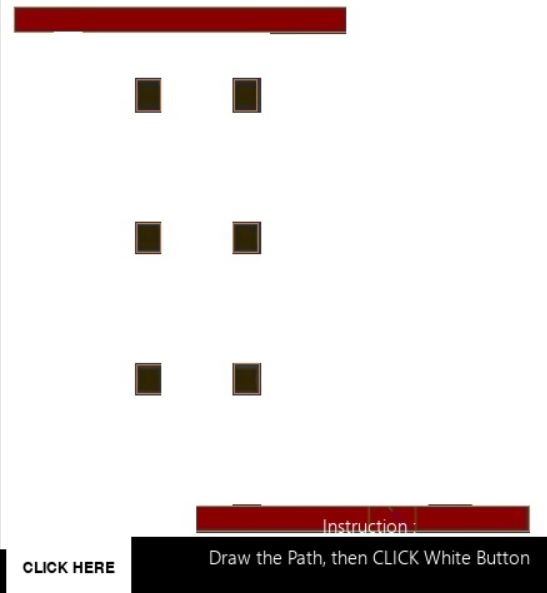 Instruction :
Draw the Path, then CLICK White Button
CLICK HERE